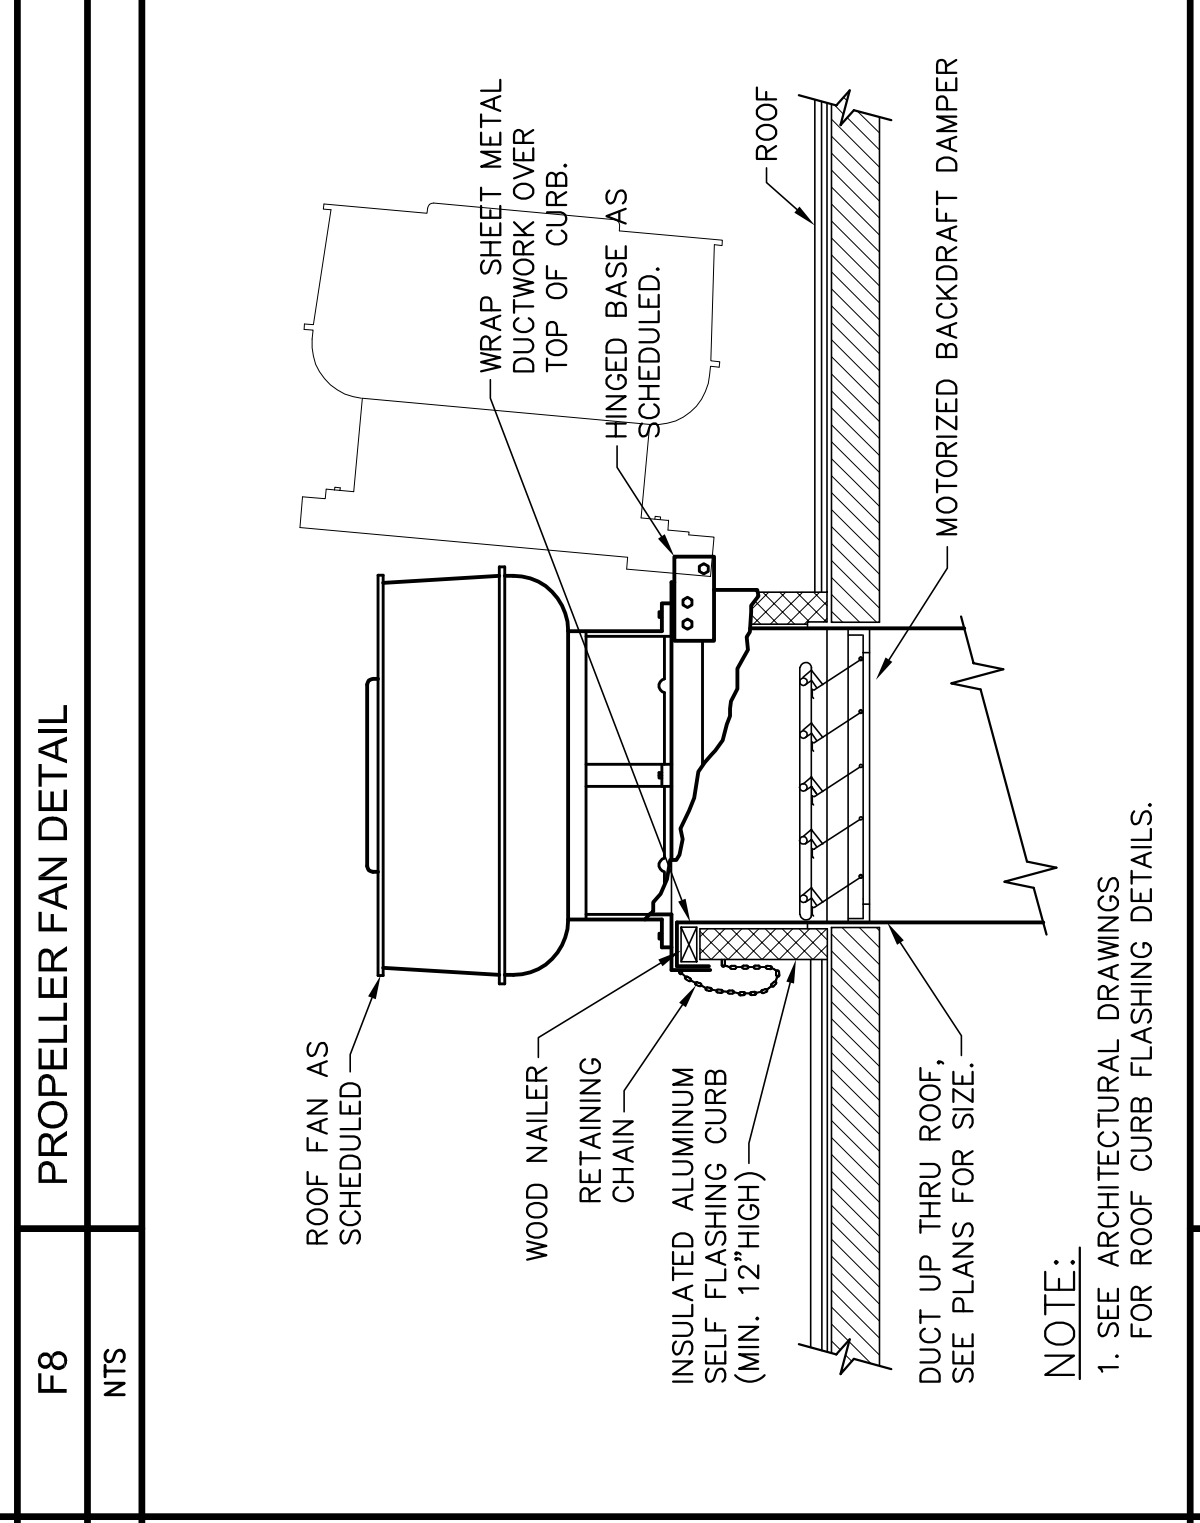 F8
PROPELLER FAN DETAIL
NTS
ROOF FAN AS
SCHEDULED
WRAP SHEET METAL
DUCTWORK OVER
TOP OF CURB.
HINGED BASE AS
SCHEDULED.
ROOF
MOTORIZED BACKDRAFT DAMPER
WOOD NAILER
RETAINING
CHAIN
INSULATED ALUMINUM
SELF FLASHING CURB
(MIN. 12"HIGH)
DUCT UP THRU ROOF,
SEE PLANS FOR SIZE.
NOTE:
1. SEE ARCHITECTURAL DRAWINGS
FOR ROOF CURB FLASHING DETAILS.